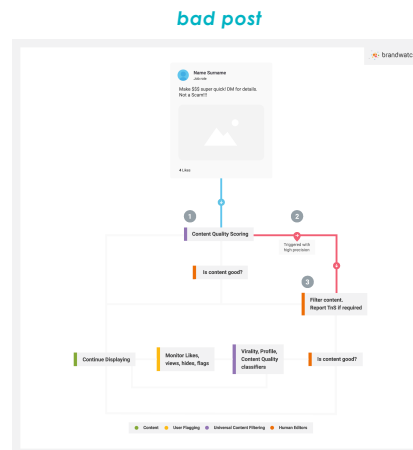 bad post
brandwatch
Name Surname
Job role
Make $$$ super quick! DM for details.
Not a Scam!!!
4 Likes
1
2
Content Quality Scoring
Triggered with
high precision
Is content good?
3
Filter content.
Report TnS if required
Continue Displaying
Monitor Likes,
views, hides, flags
Virality, Profile,
Content Quality
classifiers
Is content good?
Content
User Flagging
Universal Content Filtering
Human Editors